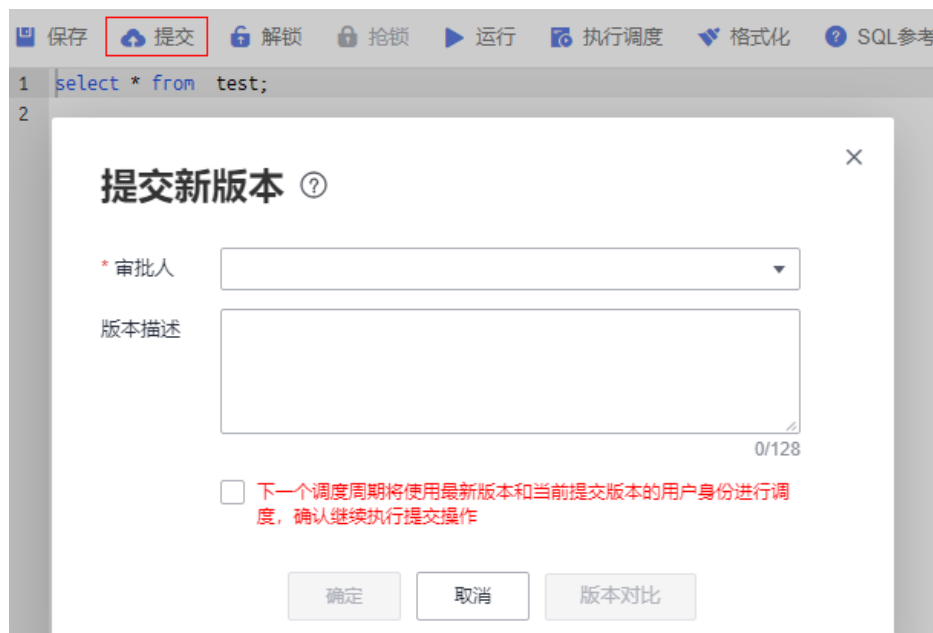 保存 提交 解锁 抢锁 运行 执行调度 格式化 ? SQL参考
1 select * from test;
2
提交新版本 ?
* 审批人
版本描述
0/128
下一个调度周期将使用最新版本和当前提交版本的用户身份进行调
度，确认继续执行提交操作
确定 取消 版本对比